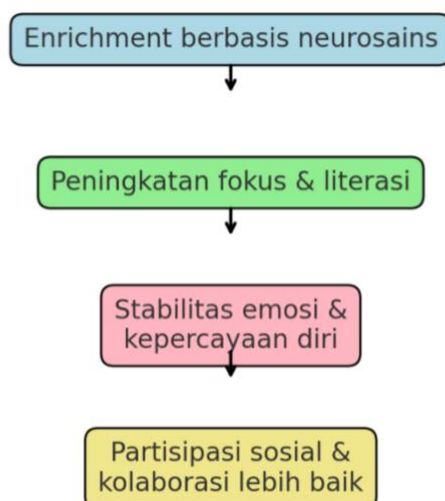 Enrichment berbasis neurosains
Peningkatan fokus & literasi
Stabilitas emosi &
kepercayaan diri
Partisipasi sosial &
kolaborasi lebih baik